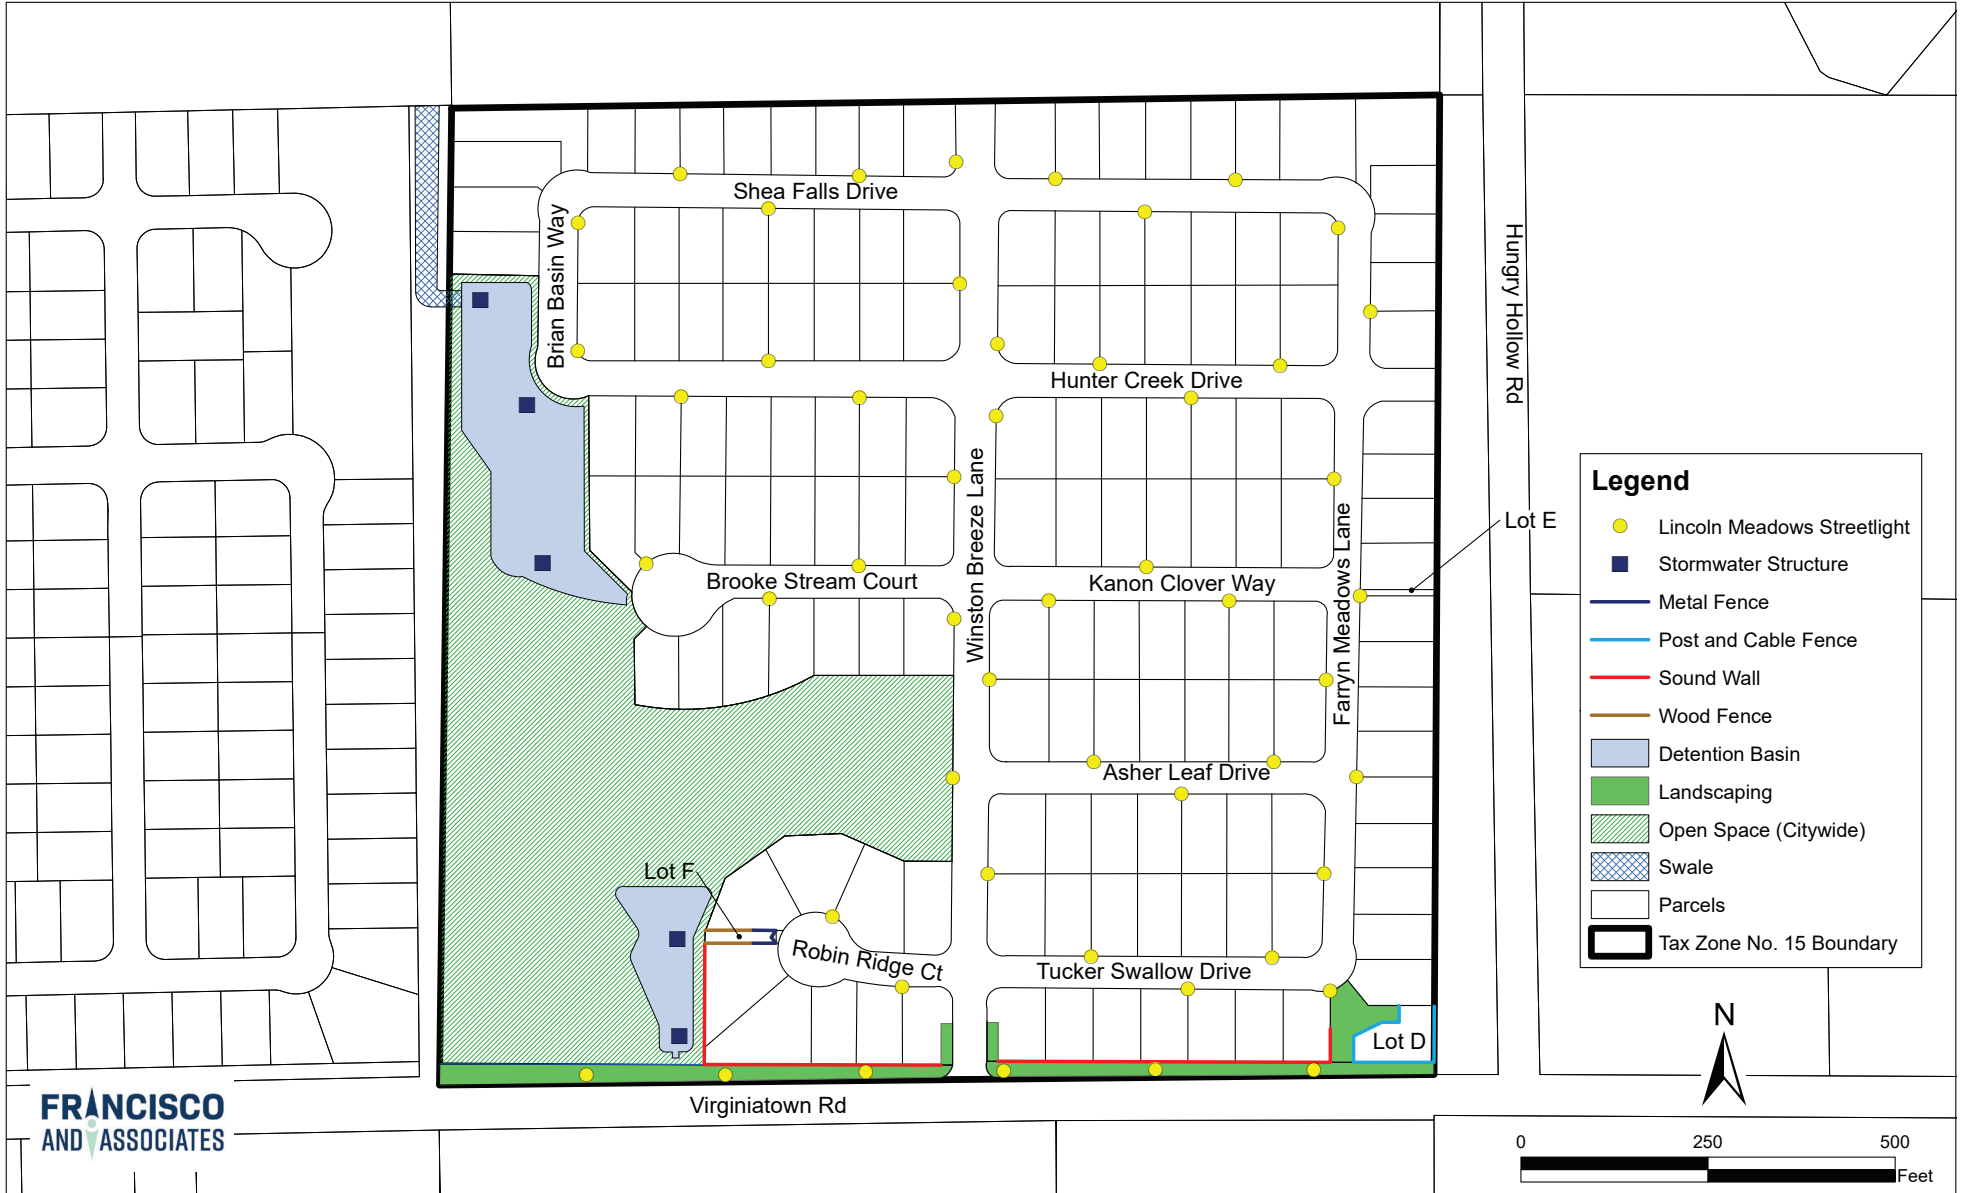 Shea Falls Drive
Brian Basin Way
Hungry Hollow Rd
Hunter Creek Drive
Winston Breeze Lane
Farryn Meadows Lane
Lot E
Brooke Stream Court
Kanon Clover Way
Asher Leaf Drive
Lot F
Robin Ridge Ct
Tucker Swallow Drive
Lot D
Virginiatown Rd
Legend
Lincoln Meadows Streetlight
Stormwater Structure
Metal Fence
Post and Cable Fence
Sound Wall
Wood Fence
Detention Basin
Landscaping
Open Space (Citywide)
Swale
Parcels
Tax Zone No. 15 Boundary
N
0 250 500
Feet
FRANCISCO
AND ASSOCIATES